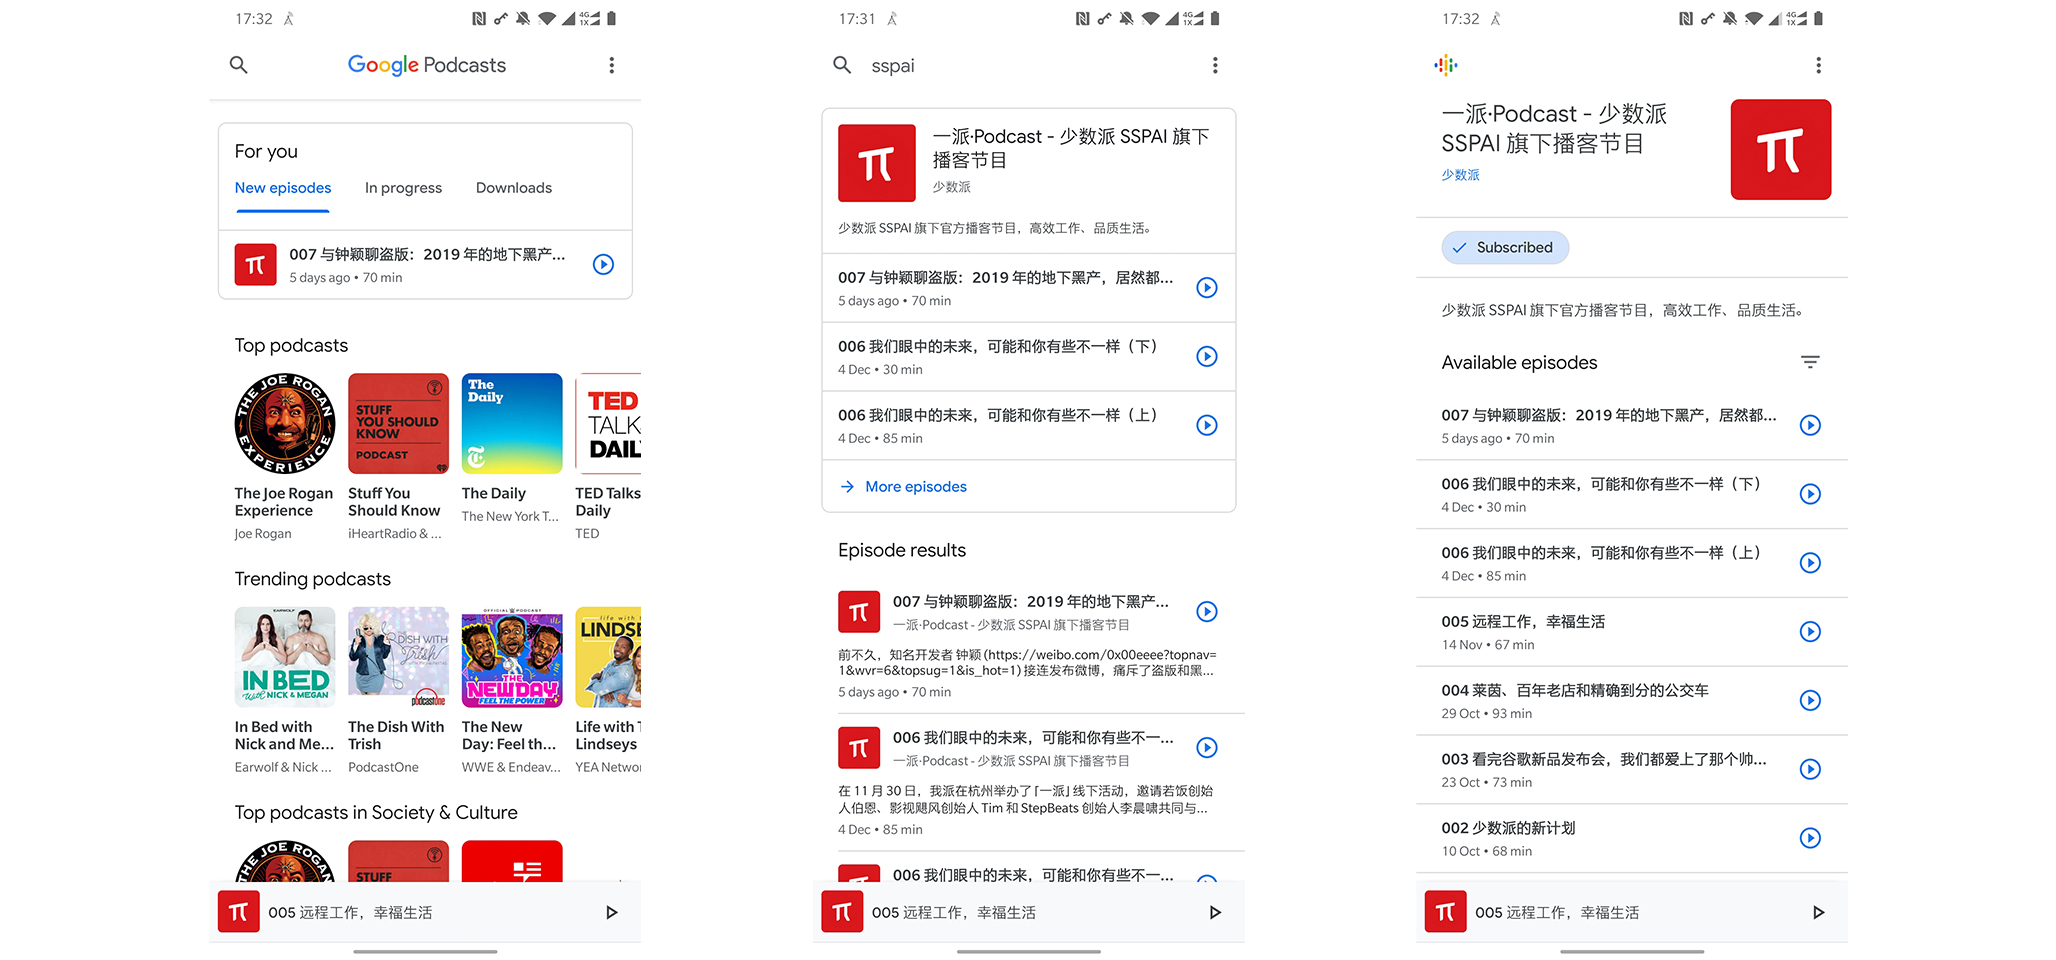 17:32
4G
1X
Google Podcasts
For you
New episodes
In progress
Downloads
007 与钟颖聊盗版：2019 年的地下黑产...
5 days ago • 70 min
Top podcasts
THE JOE ROGAN
EXPERIENCE
STUFF
YOU SHOULD
KNOW
PODCAST
The
Daily
TED
TALK
DAIL
The Joe Rogan
Experience
Joe Rogan
Stuff You
Should Know
iHeartRadio & ...
The Daily
The New York T...
TED Talks
Daily
TED
Trending podcasts
EARWOLF
IN BED
With NICK & MEGAN
DISH WITH
Trish
podcastone
OFFICIAL PODCAST
THE
NEW DAY
FEEL THE POWER
life with
LINDSE
In Bed with
Nick and Me...
Earwolf & Nick ...
The Dish With
Trish
PodcastOne
The New
Day: Feel th...
WWE & Endeav...
Life with T
Lindseys
YEA Networ
Top podcasts in Society & Culture
THE JOE ROGAN
STUFF
005 远程工作，幸福生活
17:31
4G
1X
sspai
一派·Podcast - 少数派 SSPAI 旗下
播客节目
少数派
少数派 SSPAI 旗下官方播客节目，高效工作、品质生活。
007 与钟颖聊盗版：2019 年的地下黑产，居然都...
5 days ago • 70 min
006 我们眼中的未来，可能和你有些不一样（下）
4 Dec • 30 min
006 我们眼中的未来，可能和你有些不一样（上）
4 Dec • 85 min
More episodes
Episode results
007 与钟颖聊盗版：2019 年的地下黑产...
一派·Podcast - 少数派 SSPAI 旗下播客节目
前不久，知名开发者 钟颖 (https://weibo.com/0x00eeee?topnav=
1&wvr=6&topsug=1&is_hot=1) 接连发布微博，痛斥了盗版和黑...
5 days ago • 70 min
006 我们眼中的未来，可能和你有些不一...
一派·Podcast - 少数派 SSPAI 旗下播客节目
在 11 月 30 日，我派在杭州举办了「一派」线下活动，邀请若饭创始
人伯恩、影视飓风创始人 Tim 和 StepBeats 创始人李晨啸共同与...
4 Dec • 85 min
006 我们眼中的未来，可能和你有些不一...
005 远程工作，幸福生活
17:32
4G
1X
一派·Podcast - 少数派
SSPAI 旗下播客节目
少数派
Subscribed
少数派 SSPAI 旗下官方播客节目，高效工作、品质生活。
Available episodes
007 与钟颖聊盗版：2019 年的地下黑产，居然都...
5 days ago • 70 min
006 我们眼中的未来，可能和你有些不一样（下）
4 Dec • 30 min
006 我们眼中的未来，可能和你有些不一样（上）
4 Dec • 85 min
005 远程工作，幸福生活
14 Nov • 67 min
004 莱茵、百年老店和精确到分的公交车
29 Oct • 93 min
003 看完谷歌新品发布会，我们都爱上了那个帅...
23 Oct • 73 min
002 少数派的新计划
10 Oct • 68 min
005 远程工作，幸福生活